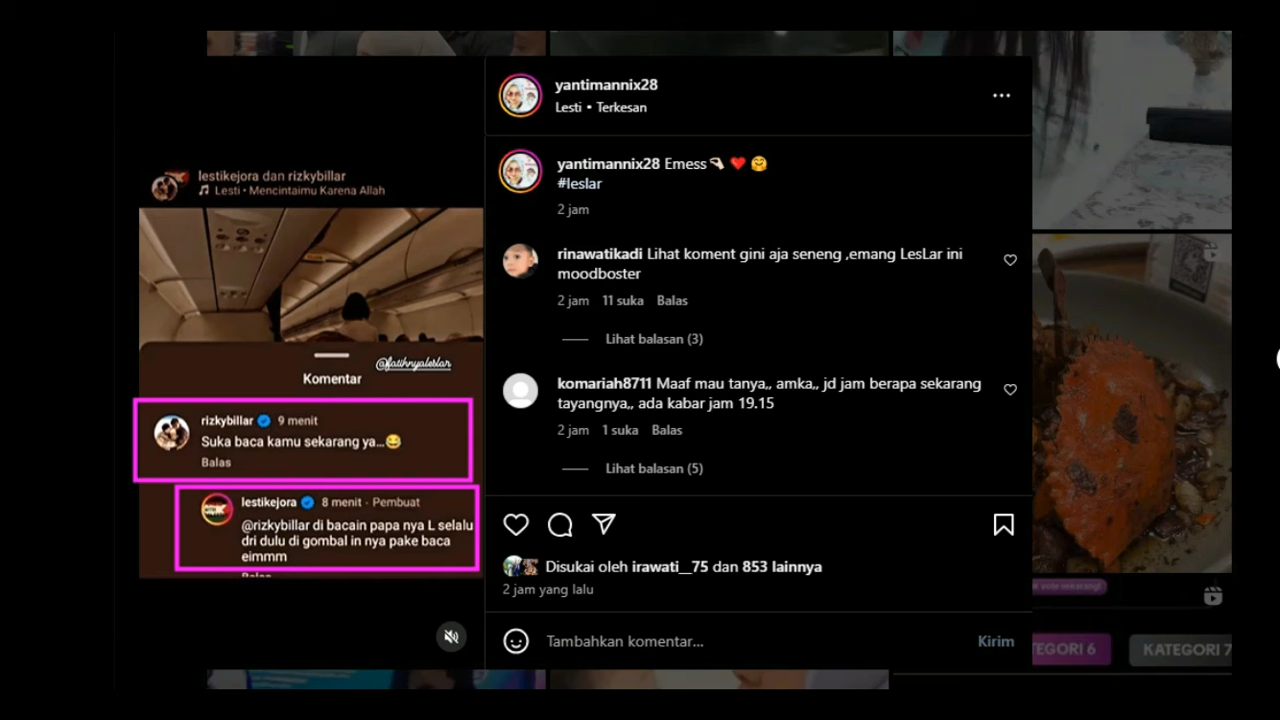 lestikejora dan rizkybillar
Lesti • Mencintaimu Karena Allah
@fatihnyaleslar
Komentar
rizkybillar 9 menit
Suka baca kamu sekarang ya...😂
Balas
lestikejora 8 menit · Pembuat
@rizkybillar di bacain papa nya L selalu
dri dulu di gombal in nya pake baca
eimmm
Balas
yantimannix28
Lesti • Terkesan
yantimannix28 Emess🤏🏻 ❤️ 🤗
#leslar
2 jam
rinawatikadi Lihat koment gini aja seneng ,emang LesLar ini
moodboster
2 jam 11 suka Balas
Lihat balasan (3)
komariah8711 Maaf mau tanya,, amka,, jd jam berapa sekarang
tayangnya,, ada kabar jam 19.15
2 jam 1 suka Balas
Lihat balasan (5)
Disukai oleh irawati__75 dan 853 lainnya
2 jam yang lalu
Tambahkan komentar...
Kirim
vote sekarang!
TEGORI 6
KATEGORI 7